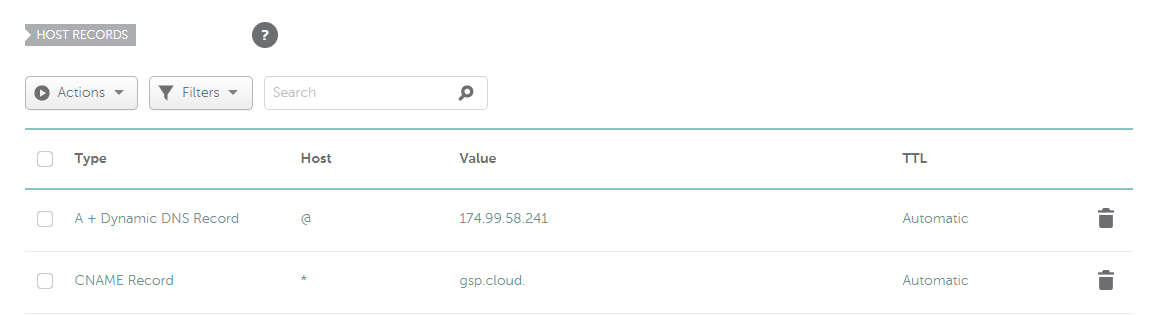 HOST RECORDS ?
Actions Filters Search
Type Host Value TTL
A + Dynamic DNS Record @ 174.99.58.241 Automatic
CNAME Record * gsp.cloud. Automatic